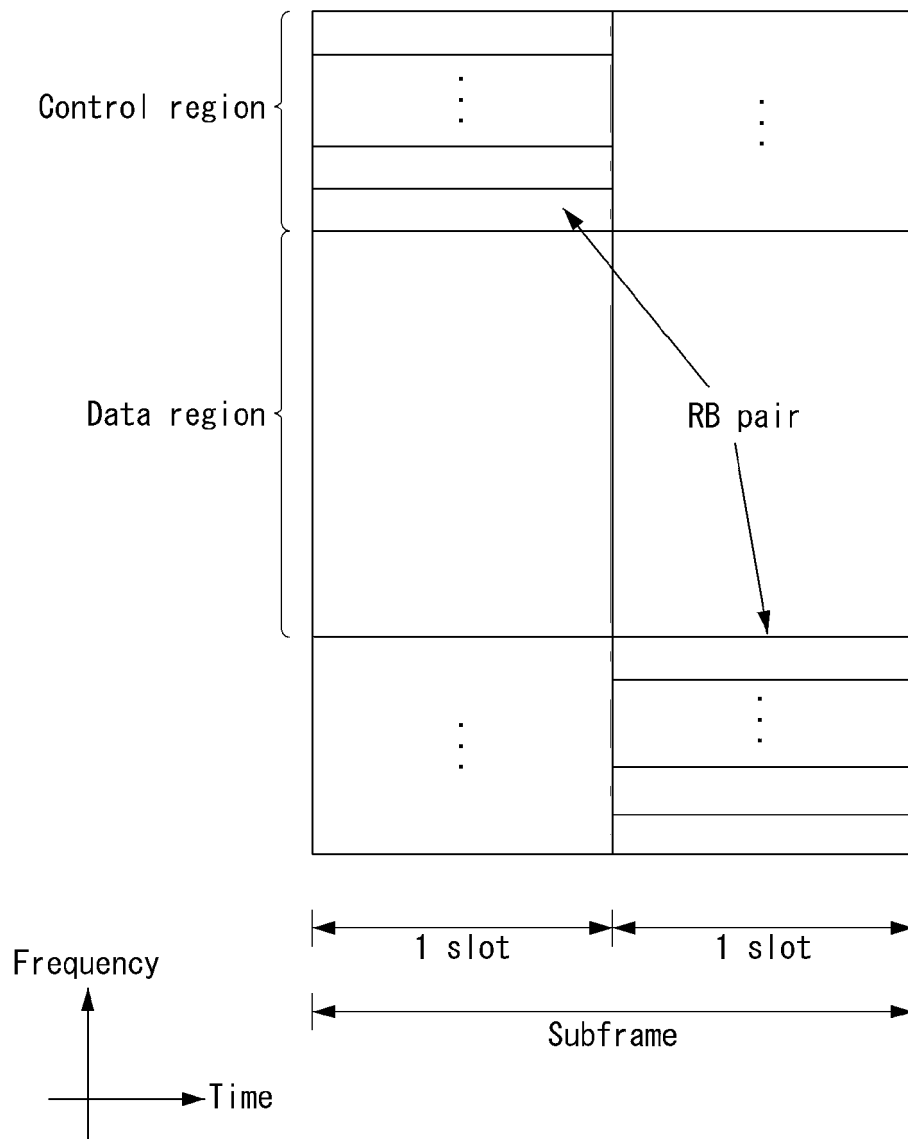 Control region
Data region
RB pair
1 slot
1 slot
Subframe
Frequency
Time